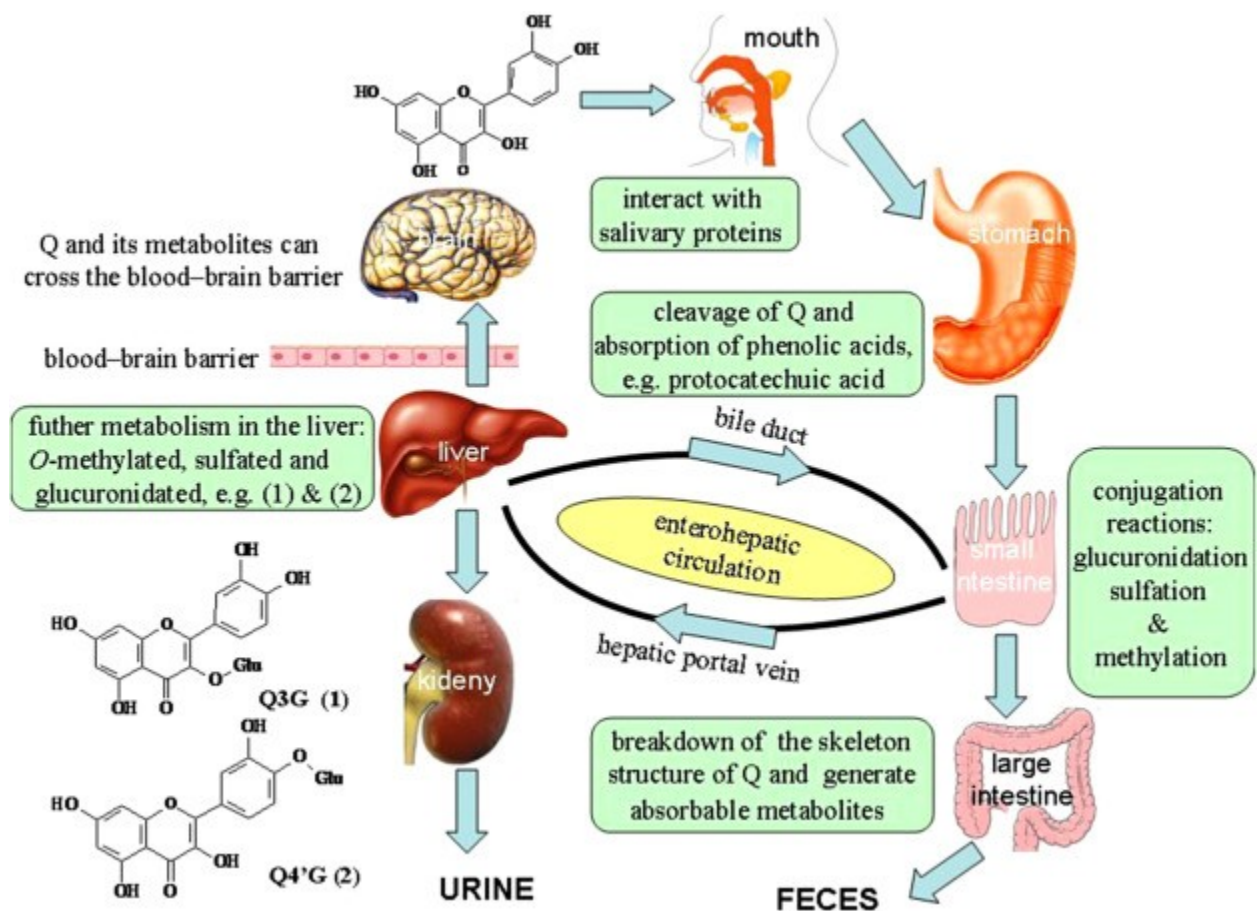 OH
OH
HO
O
OH
OH
O
mouth
interact with
salivary proteins
stomach
brain
Q and its metabolites can
cross the blood–brain barrier
cleavage of Q and
absorption of phenolic acids,
e.g. protocatechuic acid
blood–brain barrier
futher metabolism in the liver:
O-methylated, sulfated and
glucuronidated, e.g. (1) & (2)
liver
bile duct
enterohepatic
circulation
hepatic portal vein
small
intestine
conjugation
reactions:
glucuronidation
sulfation
&
methylation
OH
OH
HO
O
O
Glu
OH
O
Q3G (1)
kideny
breakdown of the skeleton
structure of Q and generate
absorbable metabolites
large
intestine
OH
O
Glu
HO
O
OH
OH
O
Q4’G (2)
URINE
FECES